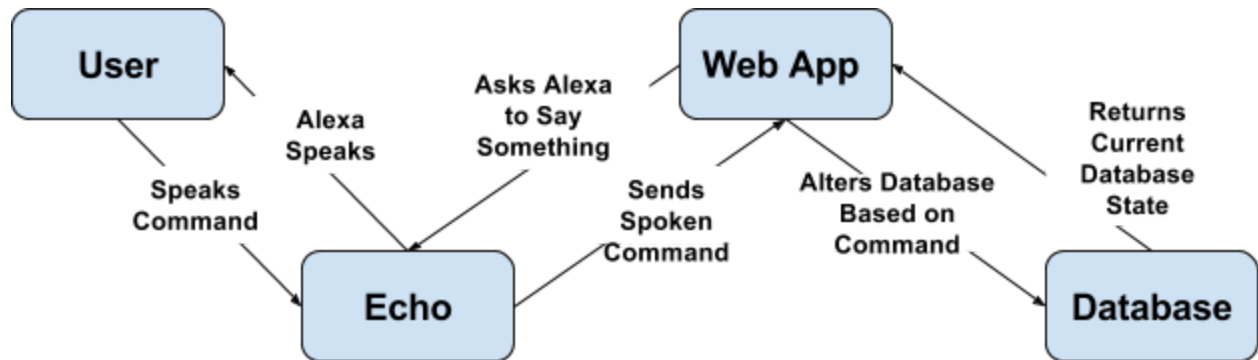 User
Web App
Asks Alexa
to Say
Something
Alexa
Speaks
Returns
Current
Database
State
Speaks
Command
Sends
Spoken
Command
Alters Database
Based on
Command
Echo
Database